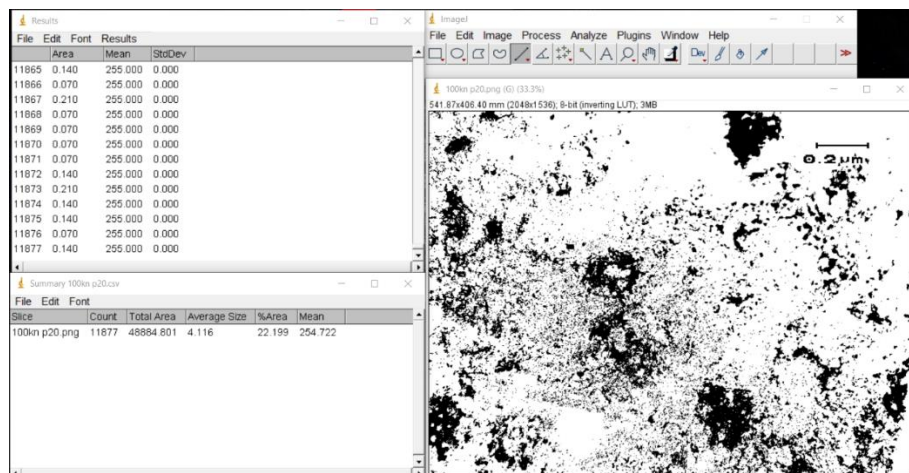 Results
File Edit Font Results
Area Mean StdDev
11865 0.140 255.000 0.000
11866 0.070 255.000 0.000
11867 0.210 255.000 0.000
11868 0.070 255.000 0.000
11869 0.070 255.000 0.000
11870 0.070 255.000 0.000
11871 0.070 255.000 0.000
11872 0.140 255.000 0.000
11873 0.210 255.000 0.000
11874 0.140 255.000 0.000
11875 0.140 255.000 0.000
11876 0.070 255.000 0.000
11877 0.140 255.000 0.000
Summary 100kn p20.csv
File Edit Font
Slice Count Total Area Average Size %Area Mean
100kn p20.png 11877 48884.801 4.116 22.199 254.722
ImageJ
File Edit Image Process Analyze Plugins Window Help
A Dev >>
100kn p20.png (G) (33.3%)
541.87x406.40 mm (2048x1536); 8-bit (inverting LUT); 3MB
0.2μm